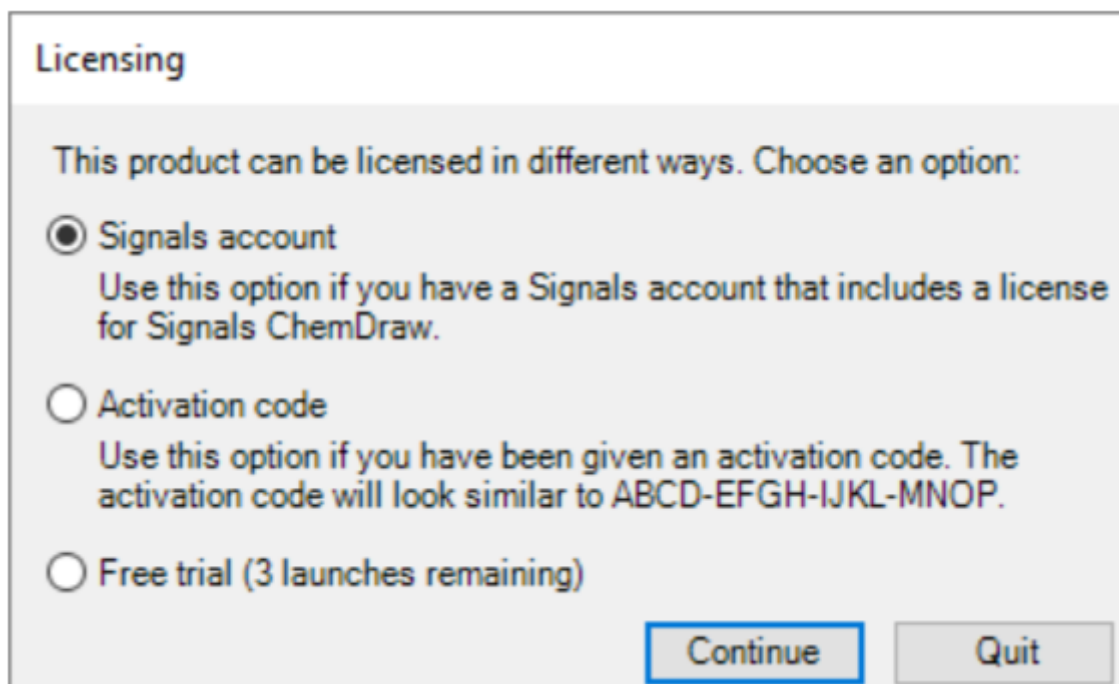 Licensing
This product can be licensed in different ways. Choose an option:
Signals account
Use this option if you have a Signals account that includes a license
for Signals ChemDraw.
Activation code
Use this option if you have been given an activation code. The
activation code will look similar to ABCD-EFGH-IJKL-MNOP.
Free trial (3 launches remaining)
Continue Quit